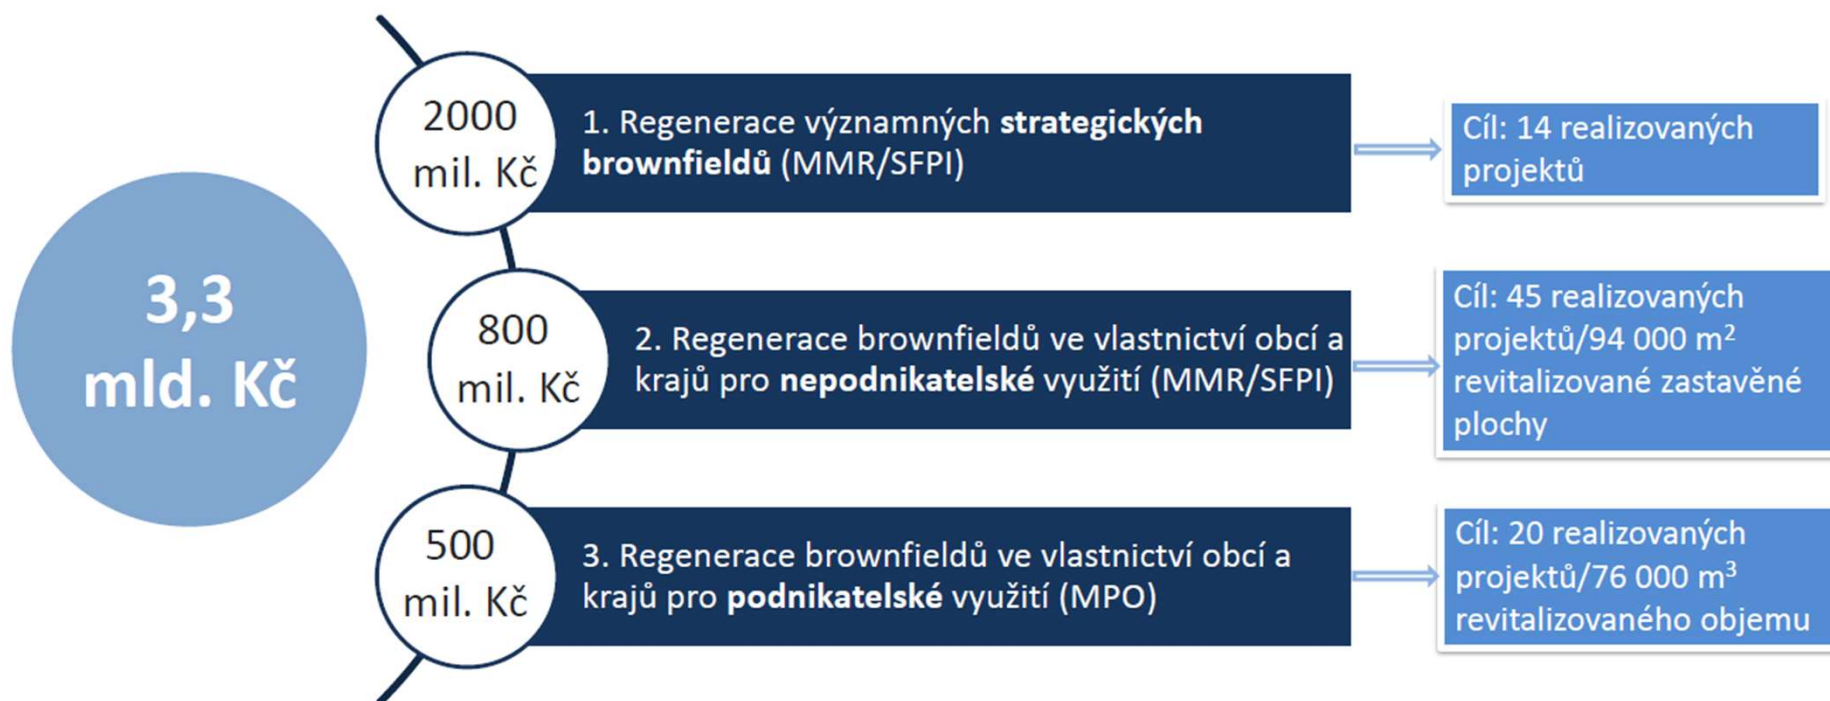 3,3
mld. Kč
2000
mil. Kč
1. Regenerace významných strategických
brownfieldů (MMR/SFPI)
Cíl: 14 realizovaných
projektů
800
mil. Kč
2. Regenerace brownfieldů ve vlastnictví obcí a
krajů pro nepodnikatelské využití (MMR/SFPI)
Cíl: 45 realizovaných
projektů/94 000 m²
revitalizované zastavěné
plochy
500
mil. Kč
3. Regenerace brownfieldů ve vlastnictví obcí a
krajů pro podnikatelské využití (MPO)
Cíl: 20 realizovaných
projektů/76 000 m³
revitalizovaného objemu